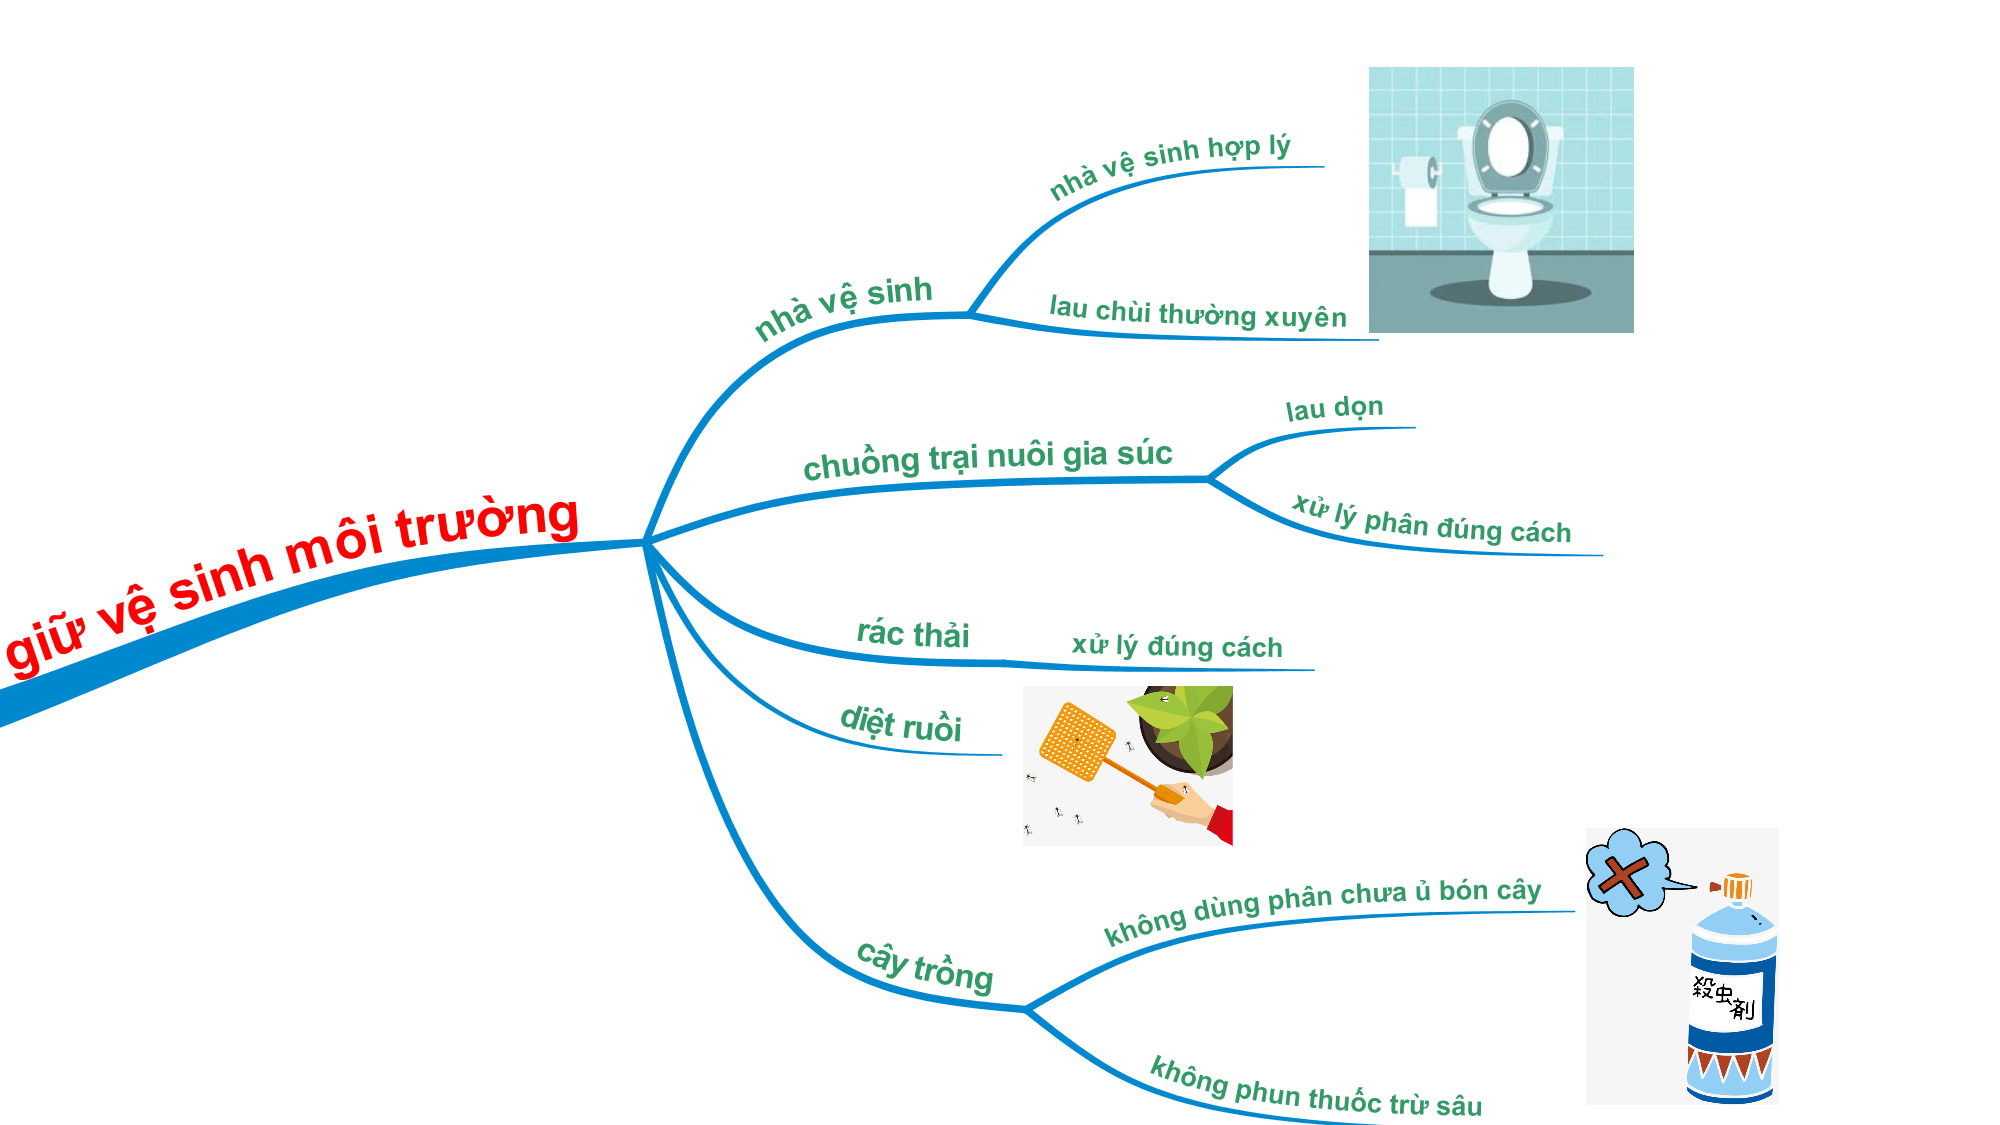 giữ vệ sinh môi trường
nhà vệ sinh
nhà vệ sinh hợp lý
lau chùi thường xuyên
chuồng trại nuôi gia súc
lau dọn
xử lý phân đúng cách
rác thải
xử lý đúng cách
diệt ruồi
cây trồng
không dùng phân chưa ủ bón cây
không phun thuốc trừ sâu
殺虫剤